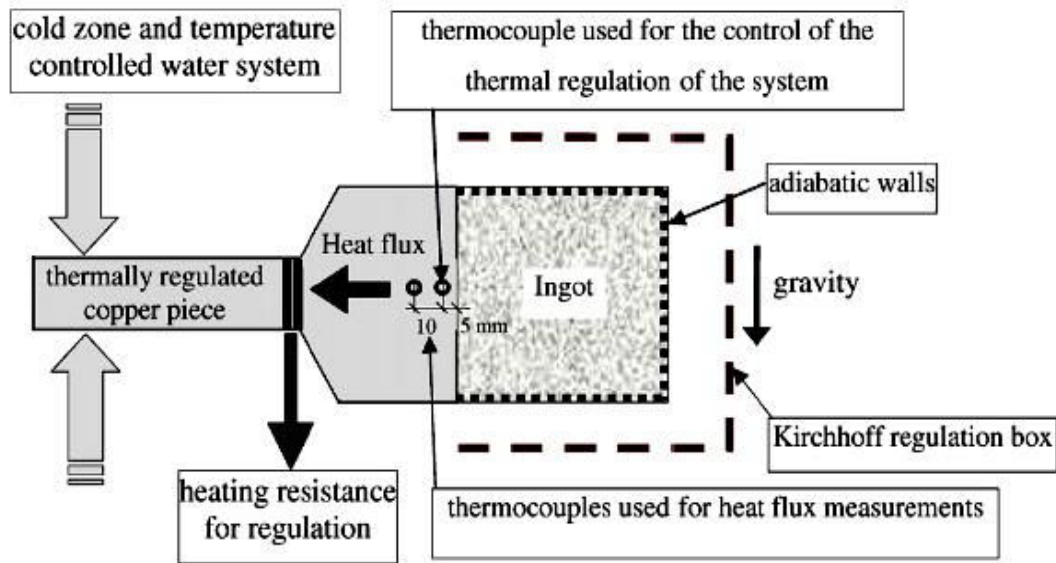 cold zone and temperature
controlled water system
thermocouple used for the control of the
thermal regulation of the system
adiabatic walls
Heat flux
thermally regulated
copper piece
Ingot
gravity
10
5 mm
Kirchhoff regulation box
heating resistance
for regulation
thermocouples used for heat flux measurements